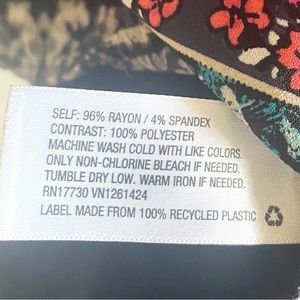 SELF: 96% RAYON / 4% SPANDEX
CONTRAST: 100% POLYESTER
MACHINE WASH COLD WITH LIKE COLORS.
ONLY NON-CHLORINE BLEACH IF NEEDED.
TUMBLE DRY LOW. WARM IRON IF NEEDED.
RN17730 VN1261424
LABEL MADE FROM 100% RECYCLED PLASTIC